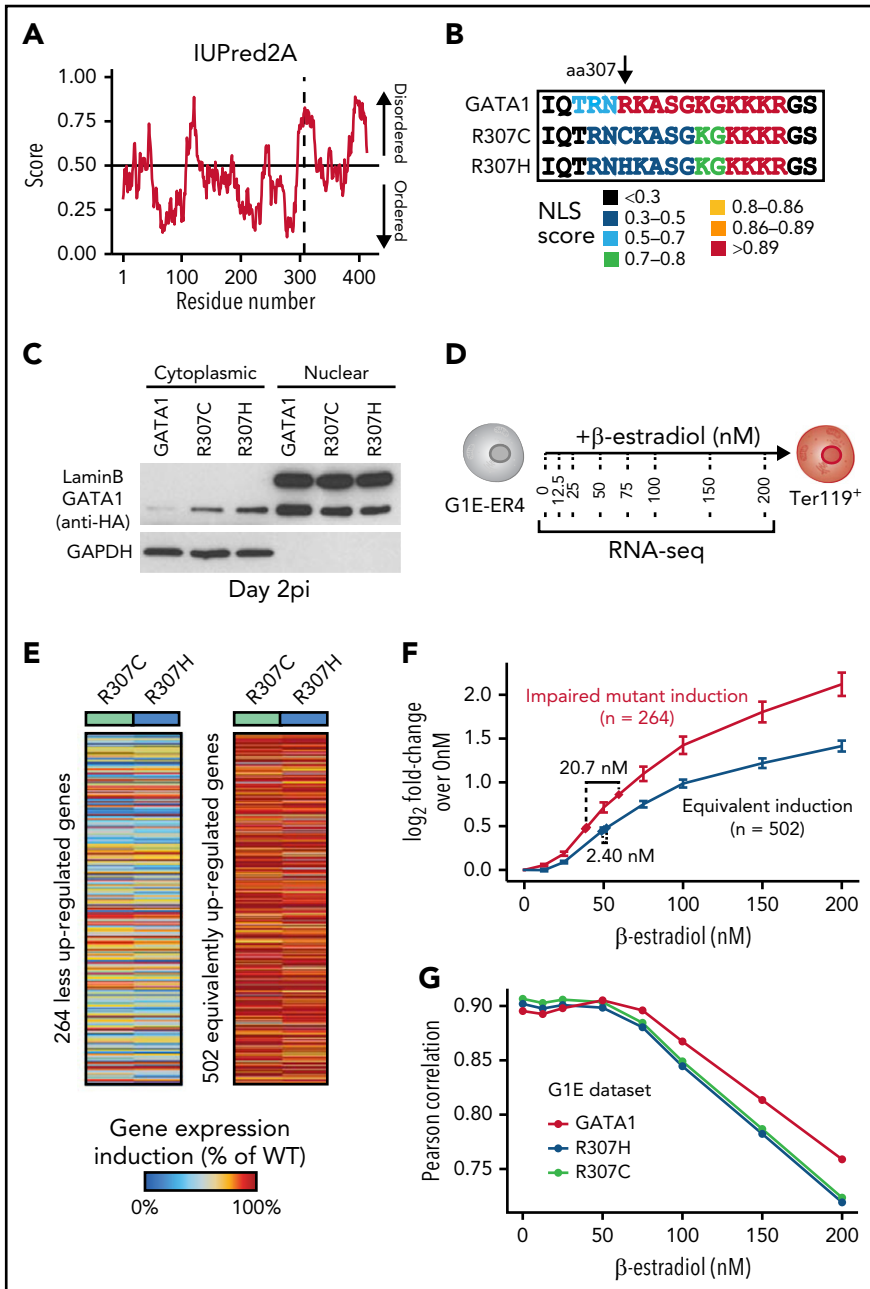 A
IUPred2A
1.00
0.75
0.50
0.25
0.00
Score
Disordered
Ordered
1
100
200
300
400
Residue number
B
aa307
GATA1 IQTRNRKASGKGKKKRGS
R307C IQTRNCKASGKGKKKRGS
R307H IQTRNHKASGKGKKKRGS
NLS score
<0.3
0.3–0.5
0.5–0.7
0.7–0.8
0.8–0.86
0.86–0.89
>0.89
C
Cytoplasmic Nuclear
GATA1 R307C R307H GATA1 R307C R307H
LaminB
GATA1
(anti-HA)
GAPDH
Day 2pi
D
+β-estradiol (nM)
G1E-ER4
0 12.5 25 50 75 100 150 200
Ter119+
RNA-seq
E
R307C R307H
264 less up-regulated genes
R307C R307H
502 equivalently up-regulated genes
Gene expression
induction (% of WT)
0% 100%
F
log2 fold-change
over 0nM
2.0
1.5
1.0
0.5
0.0
Impaired mutant induction
(n = 264)
20.7 nM
Equivalent induction
(n = 502)
2.40 nM
0 50 100 150 200
β-estradiol (nM)
G
Pearson correlation
0.90
0.85
0.80
0.75
G1E dataset
GATA1
R307H
R307C
0 50 100 150 200
β-estradiol (nM)